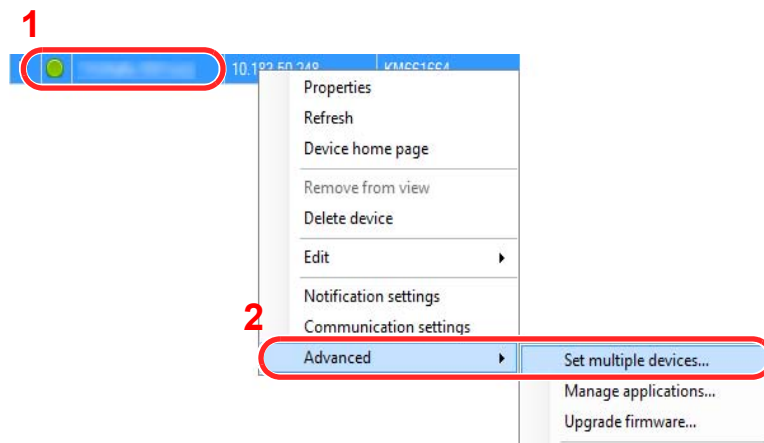 1
10.183.50.248 KM661664
Properties
Refresh
Device home page
Remove from view
Delete device
Edit
Notification settings
2
Communication settings
Advanced
Set multiple devices...
Manage applications...
Upgrade firmware...